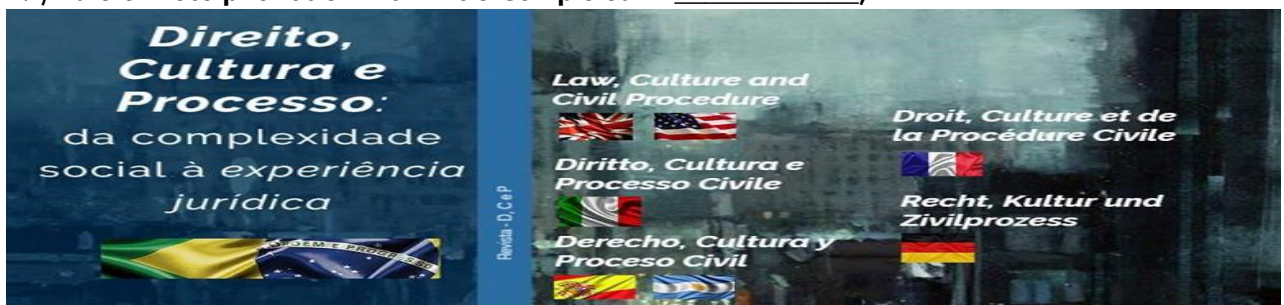 Direito,
Cultura e
Processo:
da complexidade
social à experiência
jurídica
ORDEM E PROGRESSO
Revista - D, C e P
Law, Culture and
Civil Procedure
Diritto, Cultura e
Processo Civile
Derecho, Cultura y
Proceso Civil
Droit, Culture et de
la Procédure Civile
Recht, Kultur und
Zivilprozess